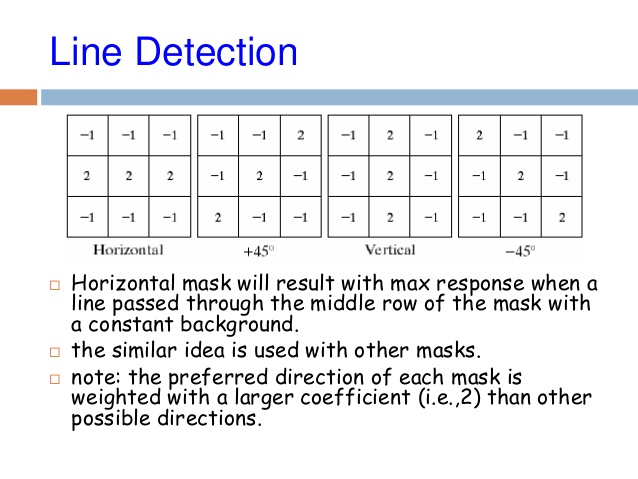 Line Detection
−1 −1 −1 −1 −1 2 −1 2 −1 2 −1 −1
2 2 2 −1 2 −1 −1 2 −1 −1 2 −1
−1 −1 −1 2 −1 −1 −1 2 −1 −1 −1 2
Horizontal +45° Vertical −45°
Horizontal mask will result with max response when a
line passed through the middle row of the mask with
a constant background.
the similar idea is used with other masks.
note: the preferred direction of each mask is
weighted with a larger coefficient (i.e.,2) than other
possible directions.